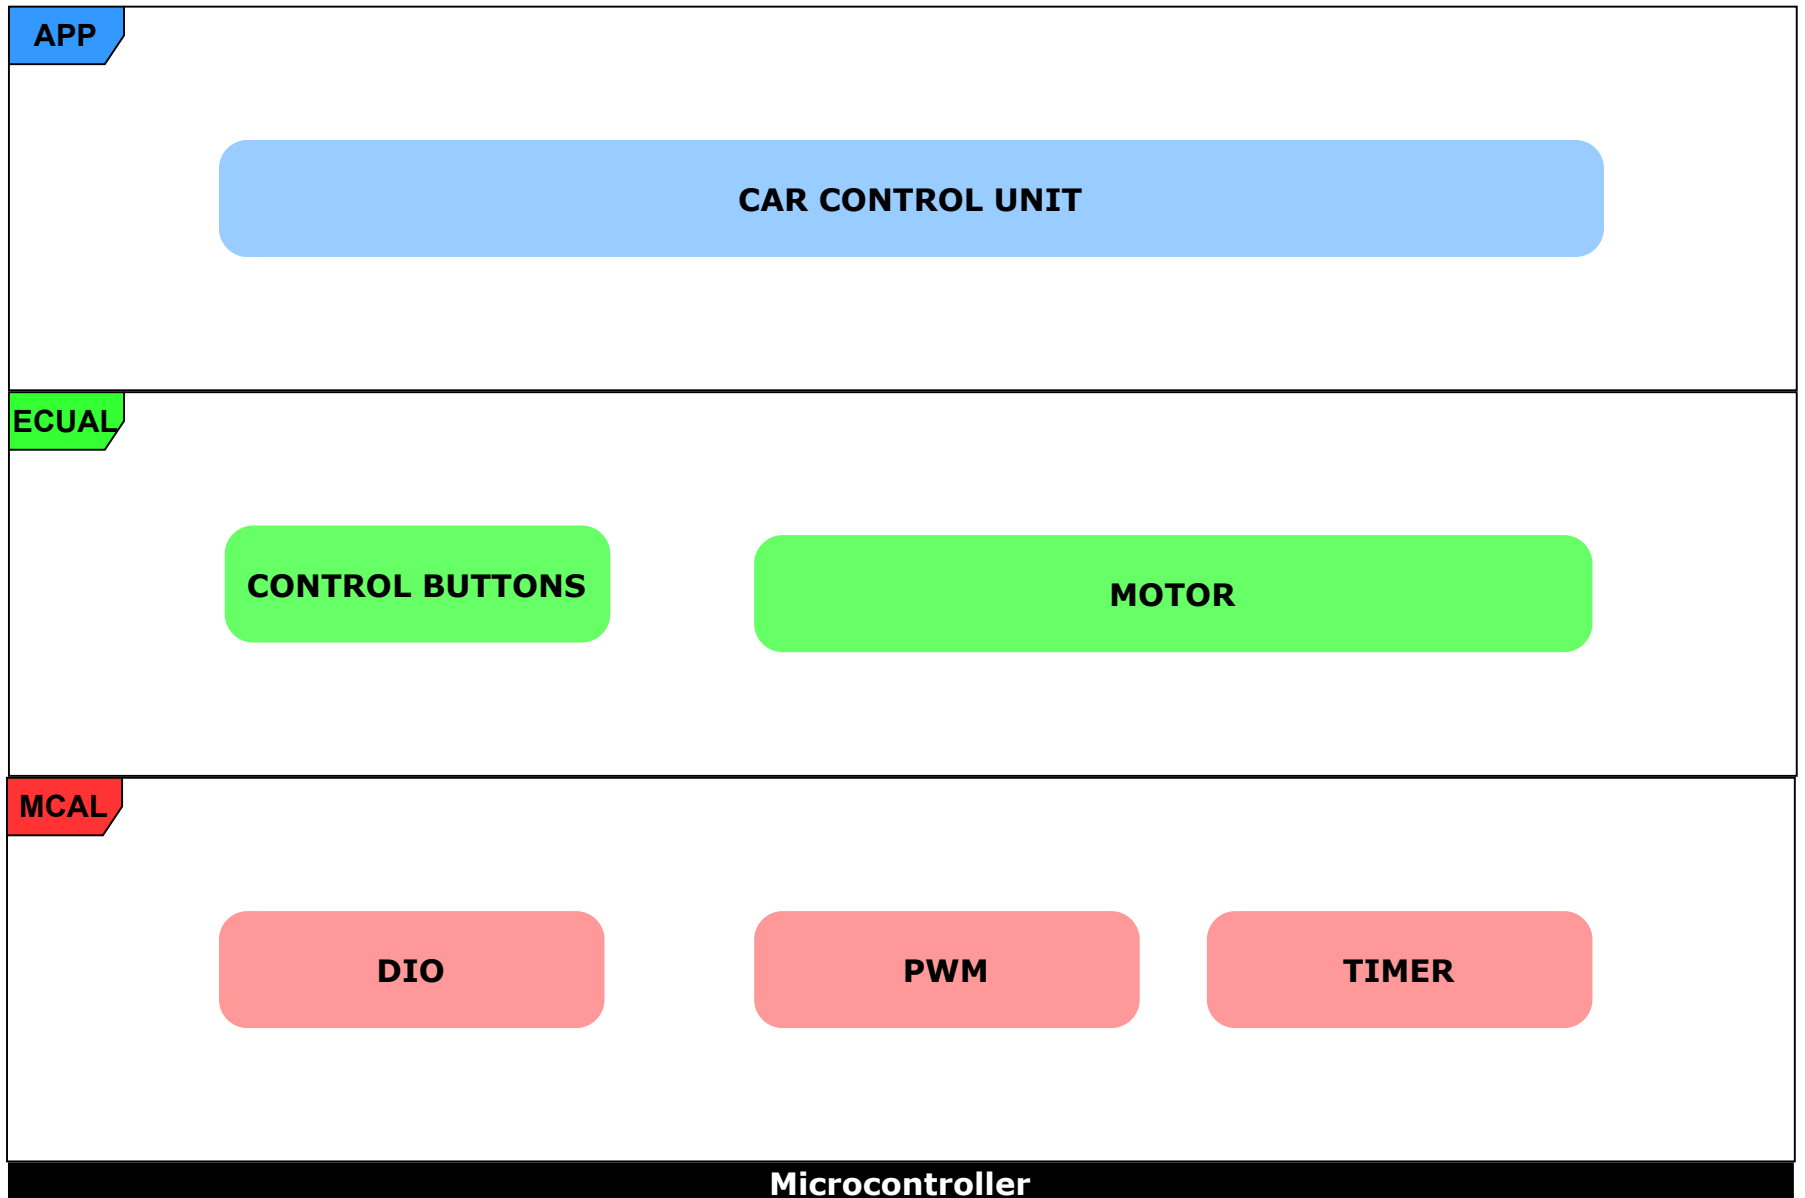 APP
CAR CONTROL UNIT
ECUAL
CONTROL BUTTONS
MOTOR
MCAL
DIO
PWM
TIMER
Microcontroller